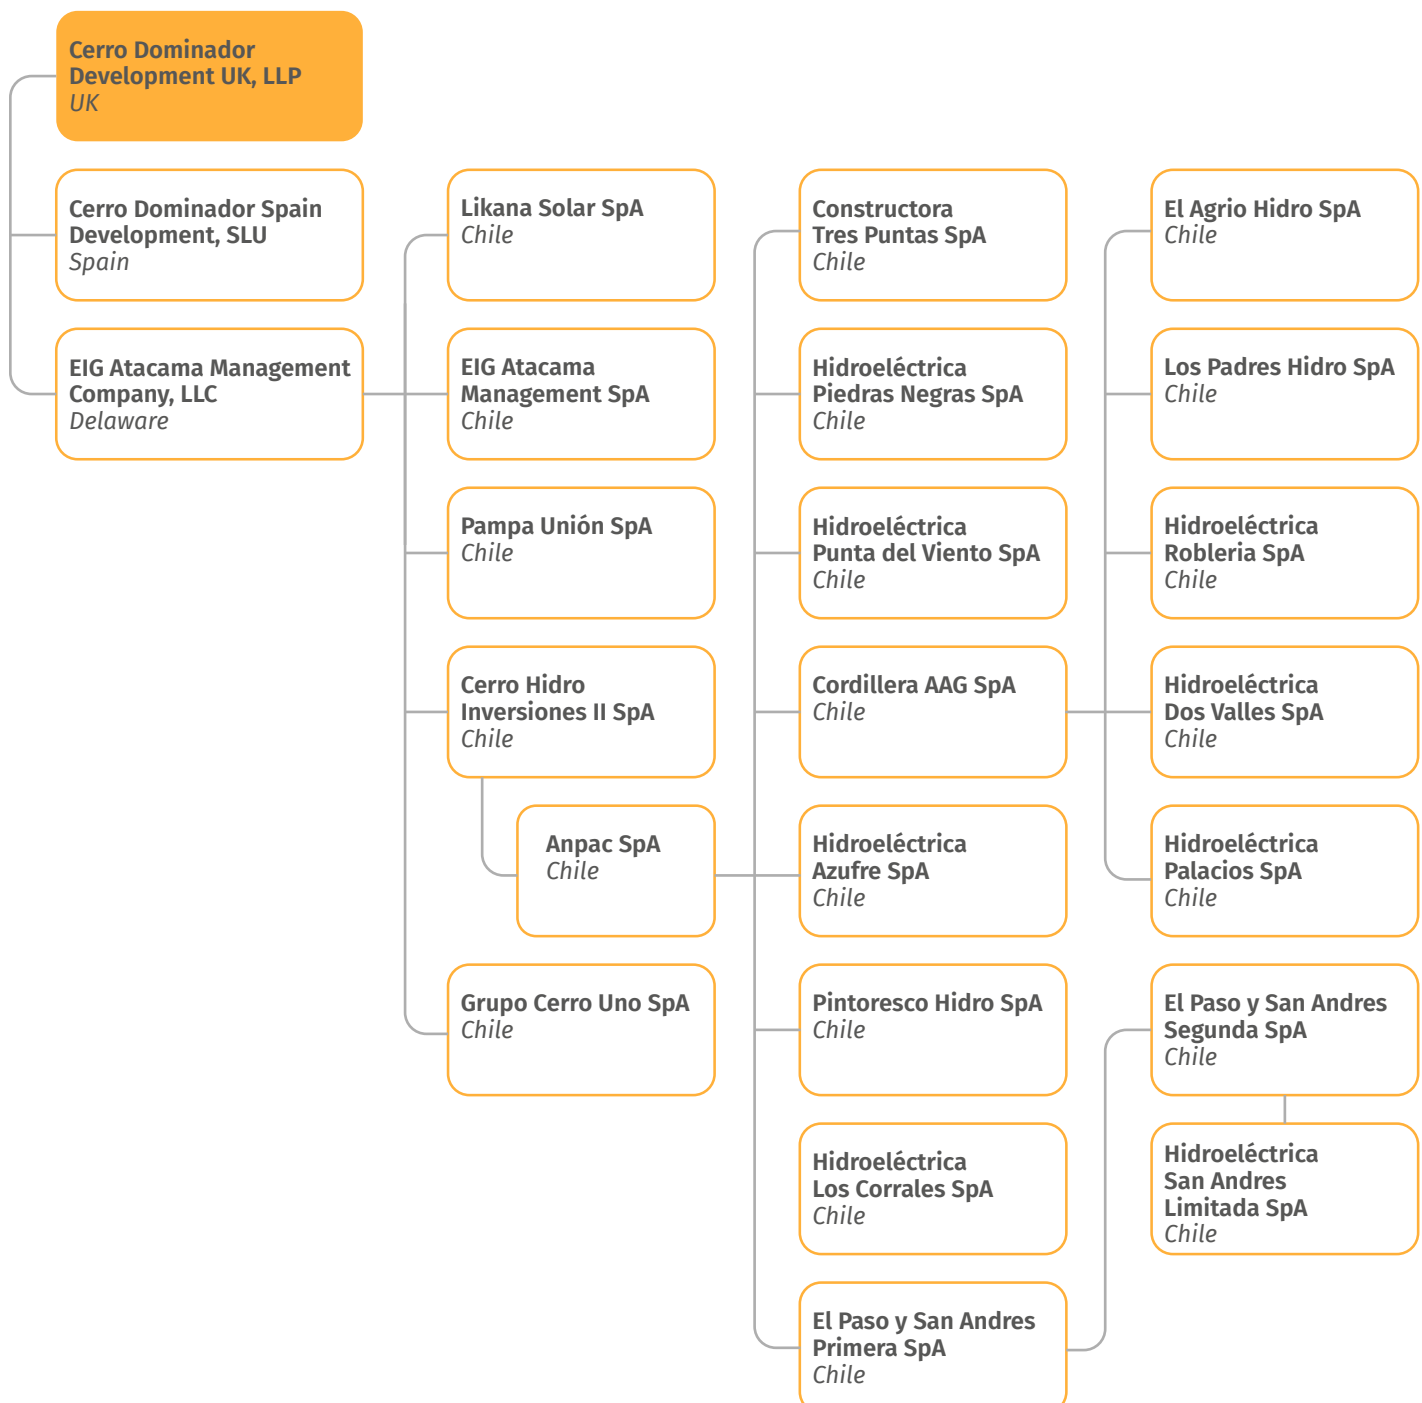 Cerro Dominador
Development UK, LLP
UK
Cerro Dominador Spain
Development, SLU
Spain
EIG Atacama Management
Company, LLC
Delaware
Likana Solar SpA
Chile
EIG Atacama
Management SpA
Chile
Pampa Unión SpA
Chile
Cerro Hidro
Inversiones II SpA
Chile
Anpac SpA
Chile
Grupo Cerro Uno SpA
Chile
Constructora
Tres Puntas SpA
Chile
Hidroeléctrica
Piedras Negras SpA
Chile
Hidroeléctrica
Punta del Viento SpA
Chile
Cordillera AAG SpA
Chile
Hidroeléctrica
Azufre SpA
Chile
Pintoresco Hidro SpA
Chile
Hidroeléctrica
Los Corrales SpA
Chile
El Paso y San Andres
Primera SpA
Chile
El Agrio Hidro SpA
Chile
Los Padres Hidro SpA
Chile
Hidroeléctrica
Robleria SpA
Chile
Hidroeléctrica
Dos Valles SpA
Chile
Hidroeléctrica
Palacios SpA
Chile
El Paso y San Andres
Segunda SpA
Chile
Hidroeléctrica
San Andres
Limitada SpA
Chile